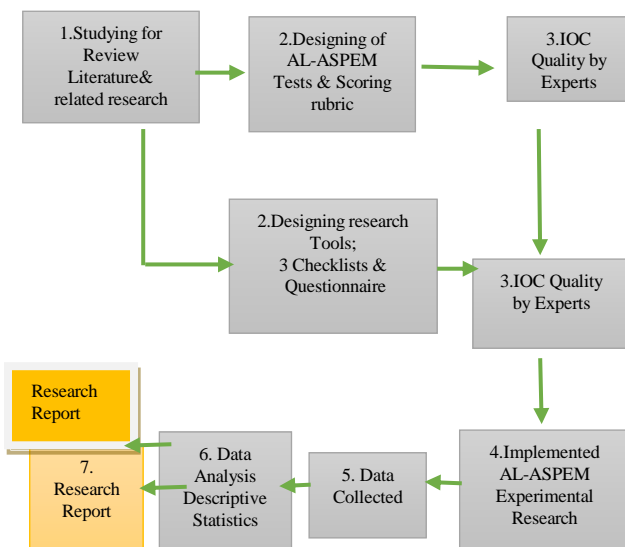 1.Studying for
Review
Literature&
related research
2.Designing of
AL-ASPEM
Tests & Scoring
rubric
3.IOC
Quality by
Experts
2.Designing research
Tools;
3 Checklists &
Questionnaire
3.IOC Quality
by Experts
Research
Report
7.
Research
Report
6. Data
Analysis
Descriptive
Statistics
5. Data
Collected
4.Implemented
AL-ASPEM
Experimental
Research